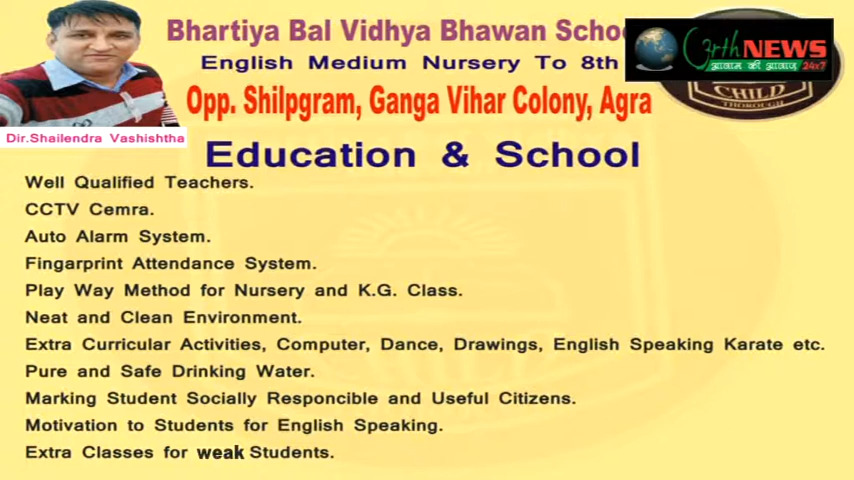 Bhartiya Bal Vidhya Bhawan Schoo
English Medium Nursery To 8th
Opp. Shilpgram, Ganga Vihar Colony, Agra
NEWS
आवाम की आवाज़ 24x7
CHILD
THOROUGH
Dir.Shailendra Vashishtha
Education & School
Well Qualified Teachers.
CCTV Cemra.
Auto Alarm System.
Fingarprint Attendance System.
Play Way Method for Nursery and K.G. Class.
Neat and Clean Environment.
Extra Curricular Activities, Computer, Dance, Drawings, English Speaking Karate etc.
Pure and Safe Drinking Water.
Marking Student Socially Responcible and Useful Citizens.
Motivation to Students for English Speaking.
Extra Classes for weak Students.